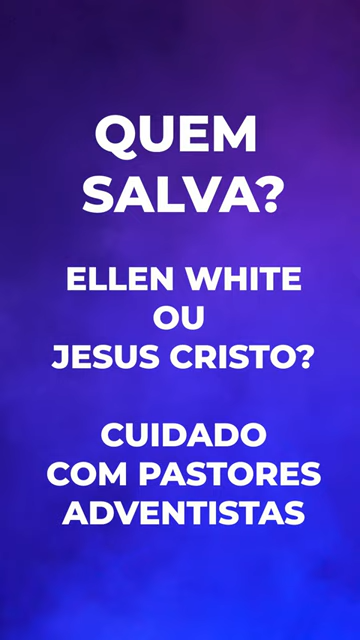 QUEM
SALVA?
ELLEN WHITE
OU
JESUS CRISTO?
CUIDADO
COM PASTORES
ADVENTISTAS